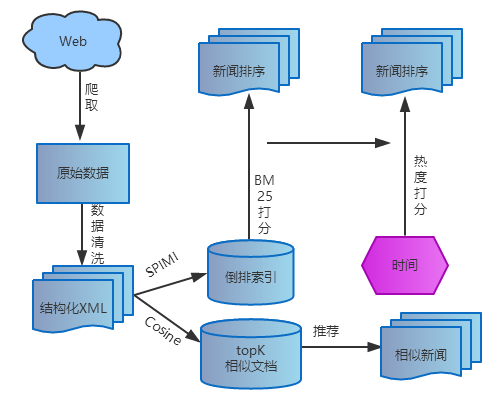 Web
爬
取
原始数据
数
据
清
洗
结构化XML
SPIMI
Cosine
倒排索引
topK
相似文档
BM
25
打
分
新闻排序
新闻排序
热
度
打
分
时间
推荐
相似新闻